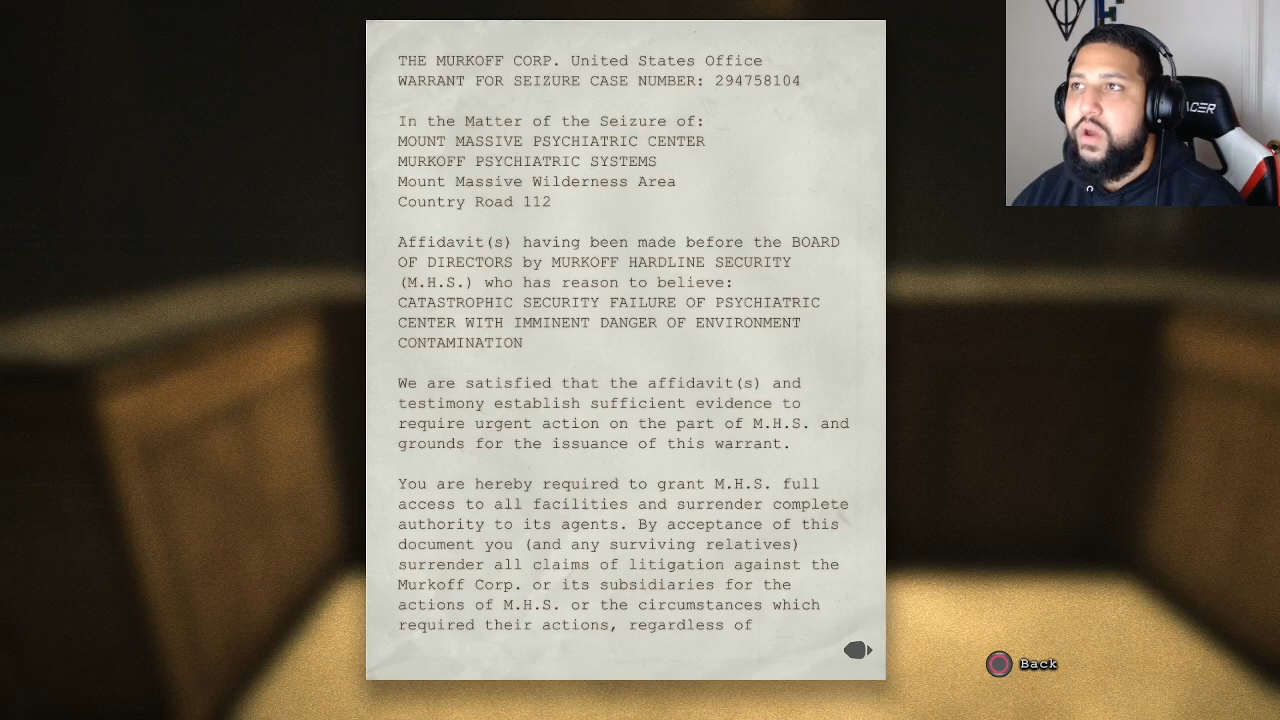 THE MURKOFF CORP. United States Office
WARRANT FOR SEIZURE CASE NUMBER: 294758104
In the Matter of the Seizure of:
MOUNT MASSIVE PSYCHIATRIC CENTER
MURKOFF PSYCHIATRIC SYSTEMS
Mount Massive Wilderness Area
Country Road 112
Affidavit(s) having been made before the BOARD
OF DIRECTORS by MURKOFF HARDLINE SECURITY
(M.H.S.) who has reason to believe:
CATASTROPHIC SECURITY FAILURE OF PSYCHIATRIC
CENTER WITH IMMINENT DANGER OF ENVIRONMENT
CONTAMINATION
We are satisfied that the affidavit(s) and
testimony establish sufficient evidence to
require urgent action on the part of M.H.S. and
grounds for the issuance of this warrant.
You are hereby required to grant M.H.S. full
access to all facilities and surrender complete
authority to its agents. By acceptance of this
document you (and any surviving relatives)
surrender all claims of litigation against the
Murkoff Corp. or its subsidiaries for the
actions of M.H.S. or the circumstances which
required their actions, regardless of
Back